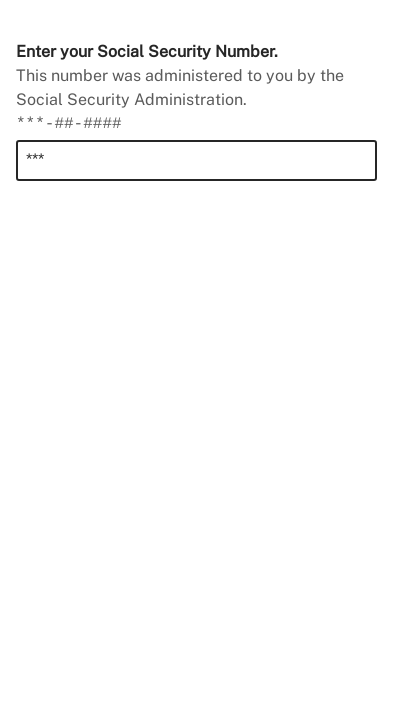 Enter your Social Security Number.
This number was administered to you by the
Social Security Administration.
***-##-####
***